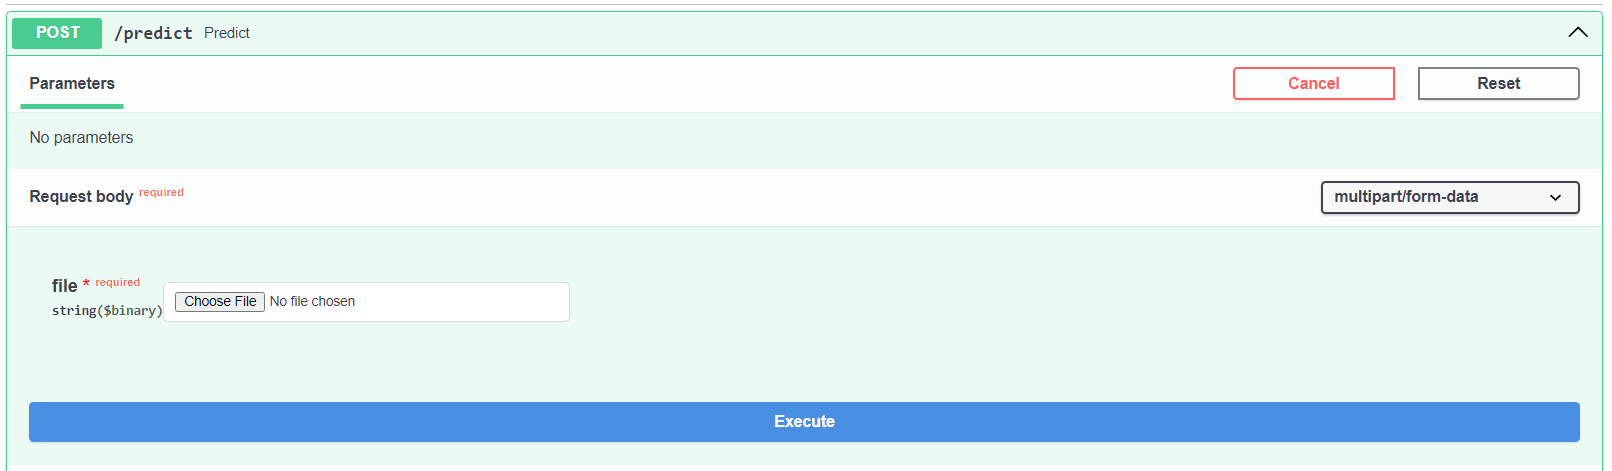 POST /predict Predict
Parameters Cancel Reset
No parameters
Request body required multipart/form-data
file * required
string($binary) Choose File No file chosen
Execute